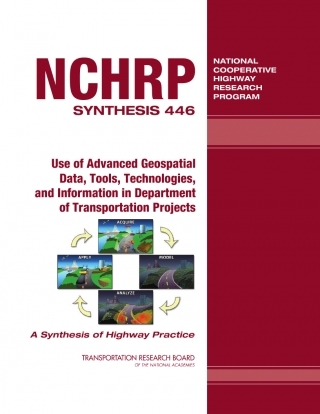 NCHRP
SYNTHESIS 446
NATIONAL
COOPERATIVE
HIGHWAY
RESEARCH
PROGRAM
Use of Advanced Geospatial
Data, Tools, Technologies,
and Information in Department
of Transportation Projects
ACQUIRE
APPLY
MODEL
ANALYZE
A Synthesis of Highway Practice
TRANSPORTATION RESEARCH BOARD
OF THE NATIONAL ACADEMIES